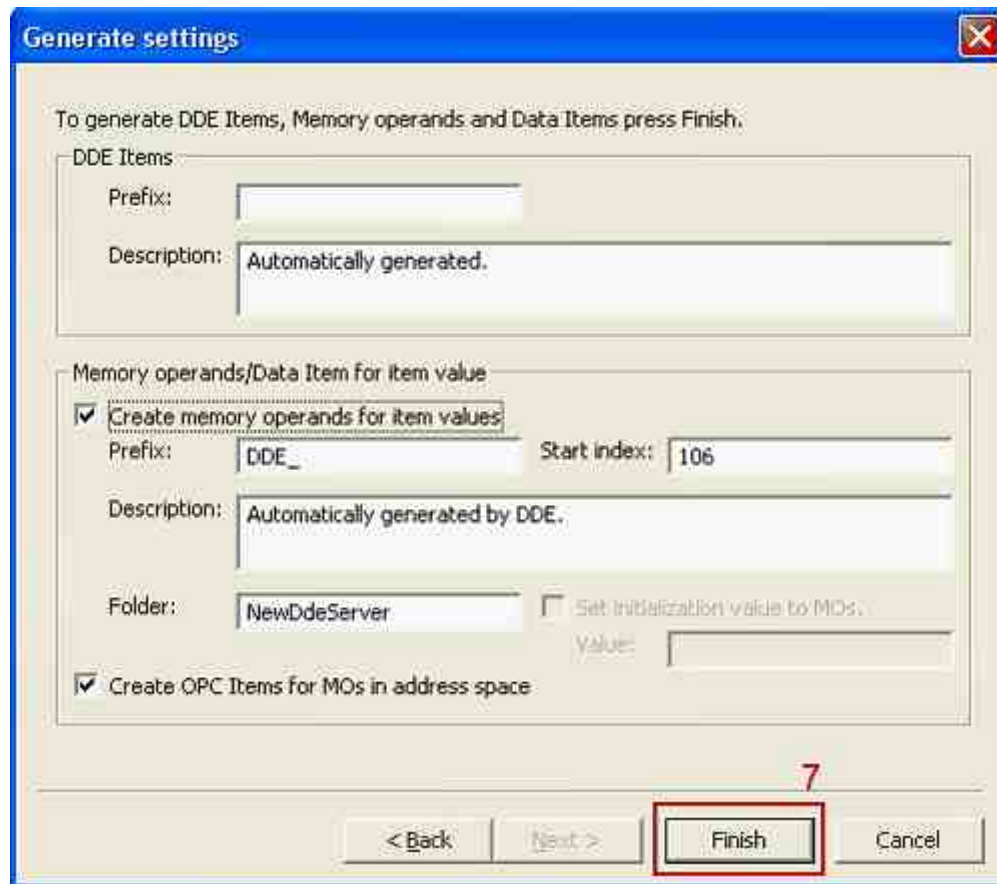 Generate settings
To generate DDE Items, Memory operands and Data Items press Finish.
DDE Items
Prefix:
Description:
Automatically generated.
Memory operands/Data Item for item value
Create memory operands for item values
Prefix:
DDE_
Start index:
106
Description:
Automatically generated by DDE.
Folder:
NewDdeServer
Set initialization value to MOs.
Value:
Create OPC Items for MOs in address space
7
< Back
Next >
Finish
Cancel